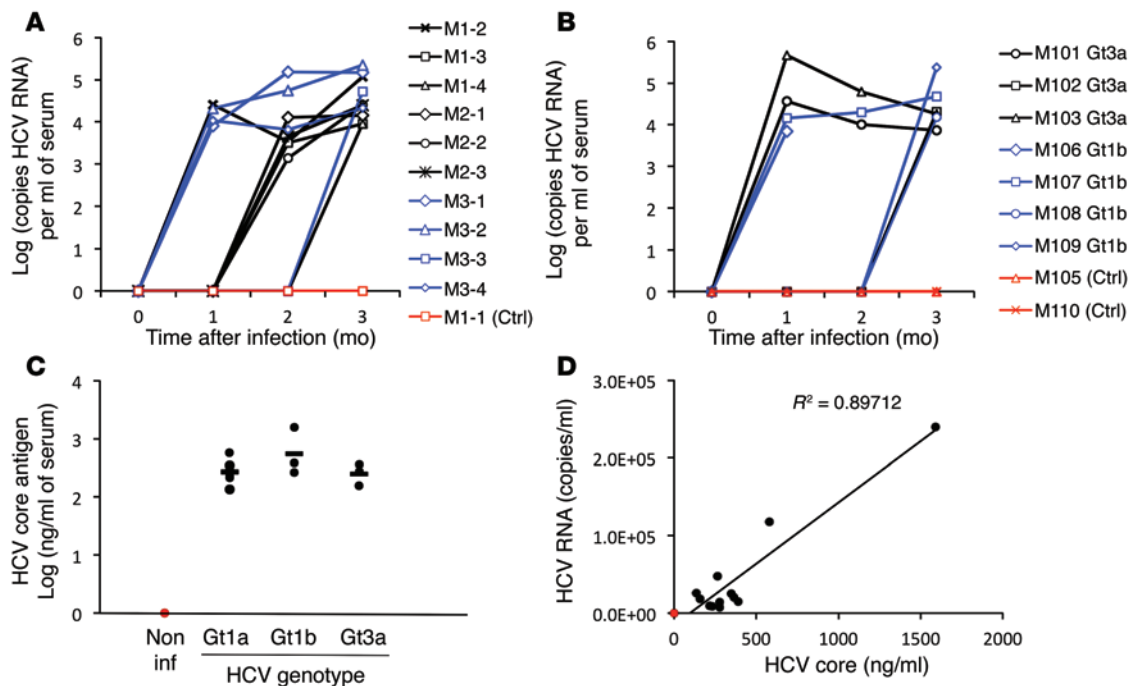 A
Log (copies HCV RNA)
per ml of serum
6
5
4
3
2
1
0
0 1 2 3
Time after infection (mo)
M1-2
M1-3
M1-4
M2-1
M2-2
M2-3
M3-1
M3-2
M3-3
M3-4
M1-1 (Ctrl)
B
Log (copies HCV RNA)
per ml of serum
6
5
4
3
2
1
0
0 1 2 3
Time after infection (mo)
M101 Gt3a
M102 Gt3a
M103 Gt3a
M106 Gt1b
M107 Gt1b
M108 Gt1b
M109 Gt1b
M105 (Ctrl)
M110 (Ctrl)
C
HCV core antigen
Log (ng/ml of serum)
4
3
2
1
0
Non Gt1a Gt1b Gt3a
inf
HCV genotype
D
HCV RNA (copies/ml)
3.0E+05
2.0E+05
1.0E+05
0.0E+00
R² = 0.89712
0 500 1000 1500 2000
HCV core (ng/ml)